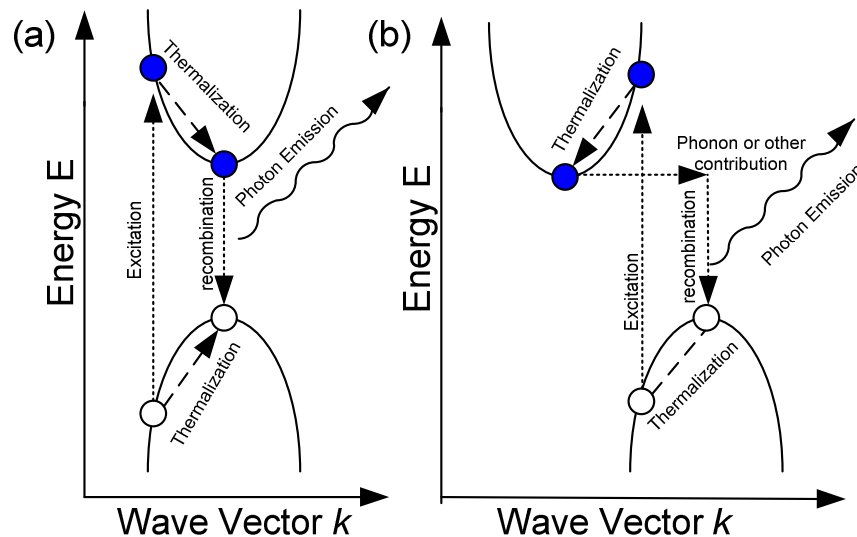 (a)
Thermalization
Photon Emission
Excitation
recombination
Thermalization
Energy E
Wave Vector k
(b)
Thermalization
Phonon or other
contribution
Photon Emission
Excitation
recombination
Thermalization
Energy E
Wave Vector k